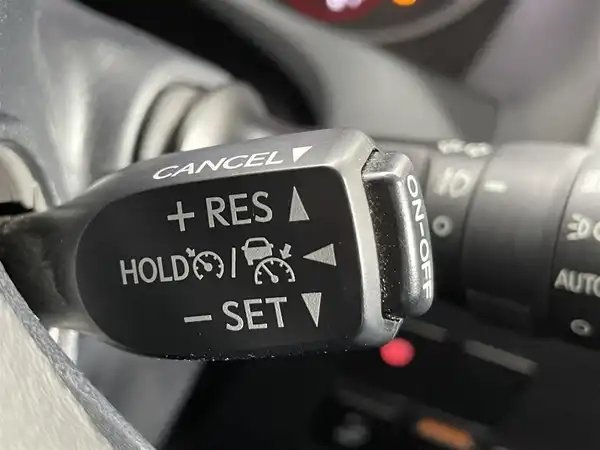 CANCEL ▼
+ RES ▲
HOLD / ◀
− SET ▼
ON-OFF
AUTO